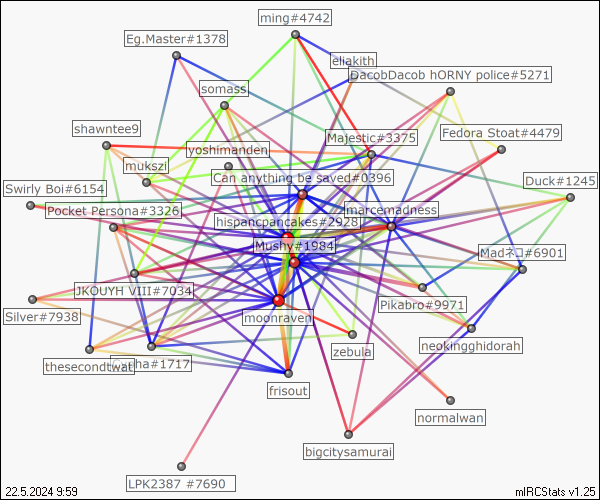 ming#4742
Eg.Master#1378
eliakith
DacobDacob hORNY police#5271
somass
shawntee9
Majestic#3375
Fedora Stoat#4479
yoshimanden
mukszi
Can anything be saved#0396
Swirly Boi#6154
Duck#1245
Pocket Persona#3326
marcemadness
hispancpancakes#2928
Mushy#1984
Madネコ#6901
JKOUYH VIII#7034
Pikabro#9971
Silver#7938
moonraven
neokingghidorah
zebula
thesecondtwat
#1717
frisout
normalwan
bigcitysamurai
LPK2387 #7690
22.5.2024 9:59
mIRCStats v1.25